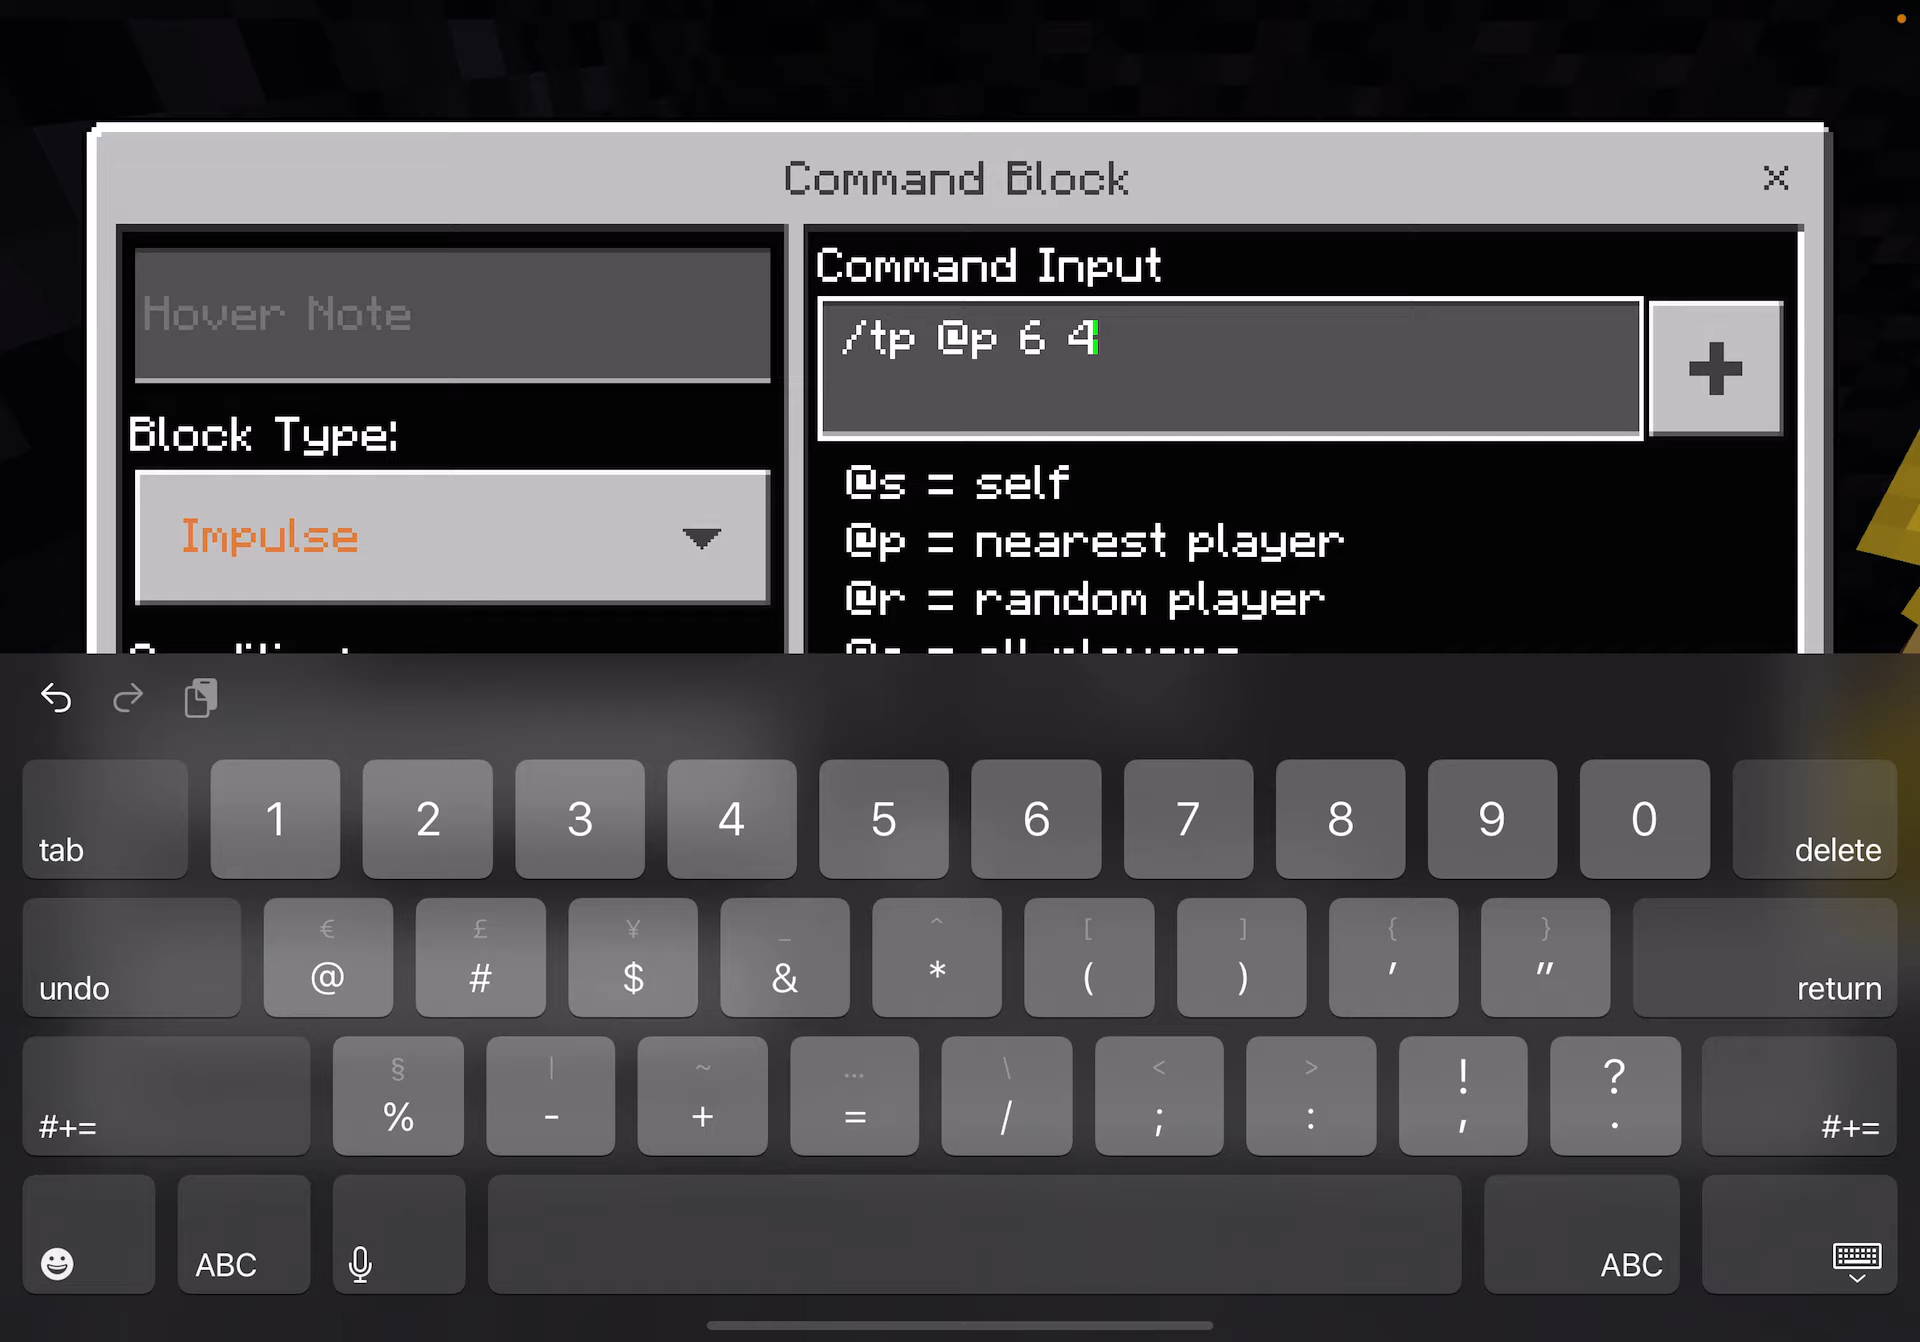 Command Block
Hover Note
Block Type:
Impulse
Command Input
/tp @p 6 4
@s = self
@p = nearest player
@r = random player
tab 1 2 3 4 5 6 7 8 9 0 delete
€ £ ¥ _ ^ [ ] { }
undo @ # $ & * ( ) ' " return
§ | ~ … \ < > ! ?
#+= % - + = / ; : , . #+=
ABC ABC